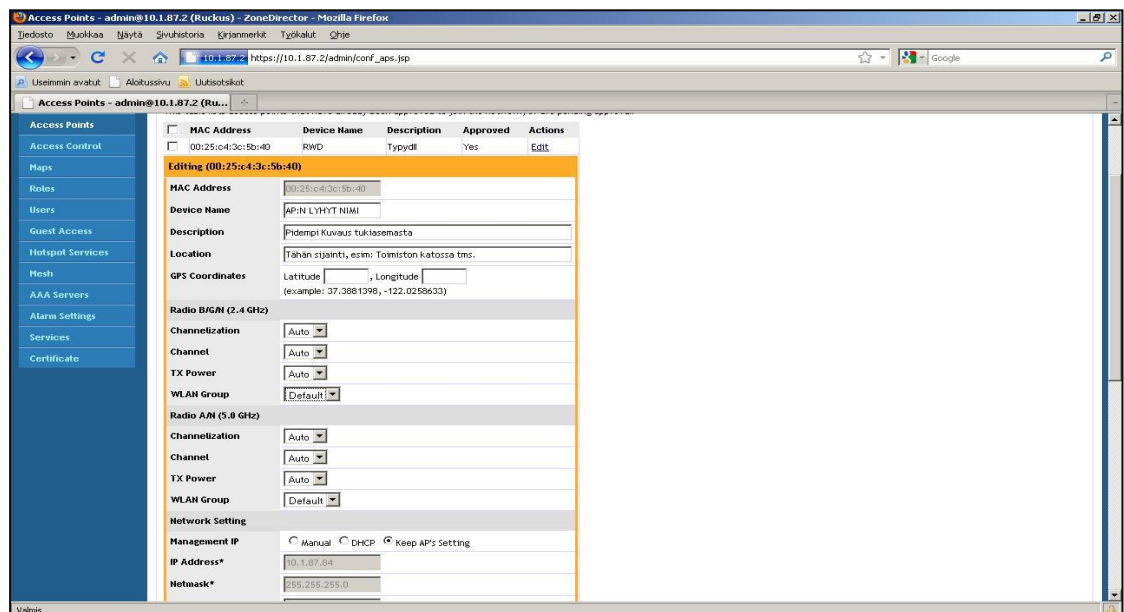 Access Points - admin@10.1.87.2 (Ruckus) - ZoneDirector - Mozilla Firefox
Tiedosto Muokkaa Näytä Sivuhistoria Kirjanmerkit Työkalut Ohje
10.1.87.2 https://10.1.87.2/admin/conf_aps.jsp
Google
Useimmin avatut Aloitussivu Uutisotsikot
Access Points - admin@10.1.87.2 (Ru...
Access Points
Access Control
Maps
Roles
Users
Guest Access
Hotspot Services
Mesh
AAA Servers
Alarm Settings
Services
Certificate
MAC Address Device Name Description Approved Actions
00:25:c4:3c:5b:40 RWD Typydll Yes Edit
Editing (00:25:c4:3c:5b:40)
MAC Address 00:25:c4:3c:5b:40
Device Name AP:N LYHYT NIMI
Description Pidempi Kuvaus tukiasemasta
Location Tähän sijainti, esim: Toimiston katossa tms.
GPS Coordinates Latitude , Longitude
(example: 37.3881398, -122.0258633)
Radio B/G/N (2.4 GHz)
Channelization Auto
Channel Auto
TX Power Auto
WLAN Group Default
Radio A/N (5.0 GHz)
Channelization Auto
Channel Auto
TX Power Auto
WLAN Group Default
Network Setting
Management IP Manual DHCP Keep AP's Setting
IP Address* 10.1.87.84
Netmask* 255.255.255.0
Valmis